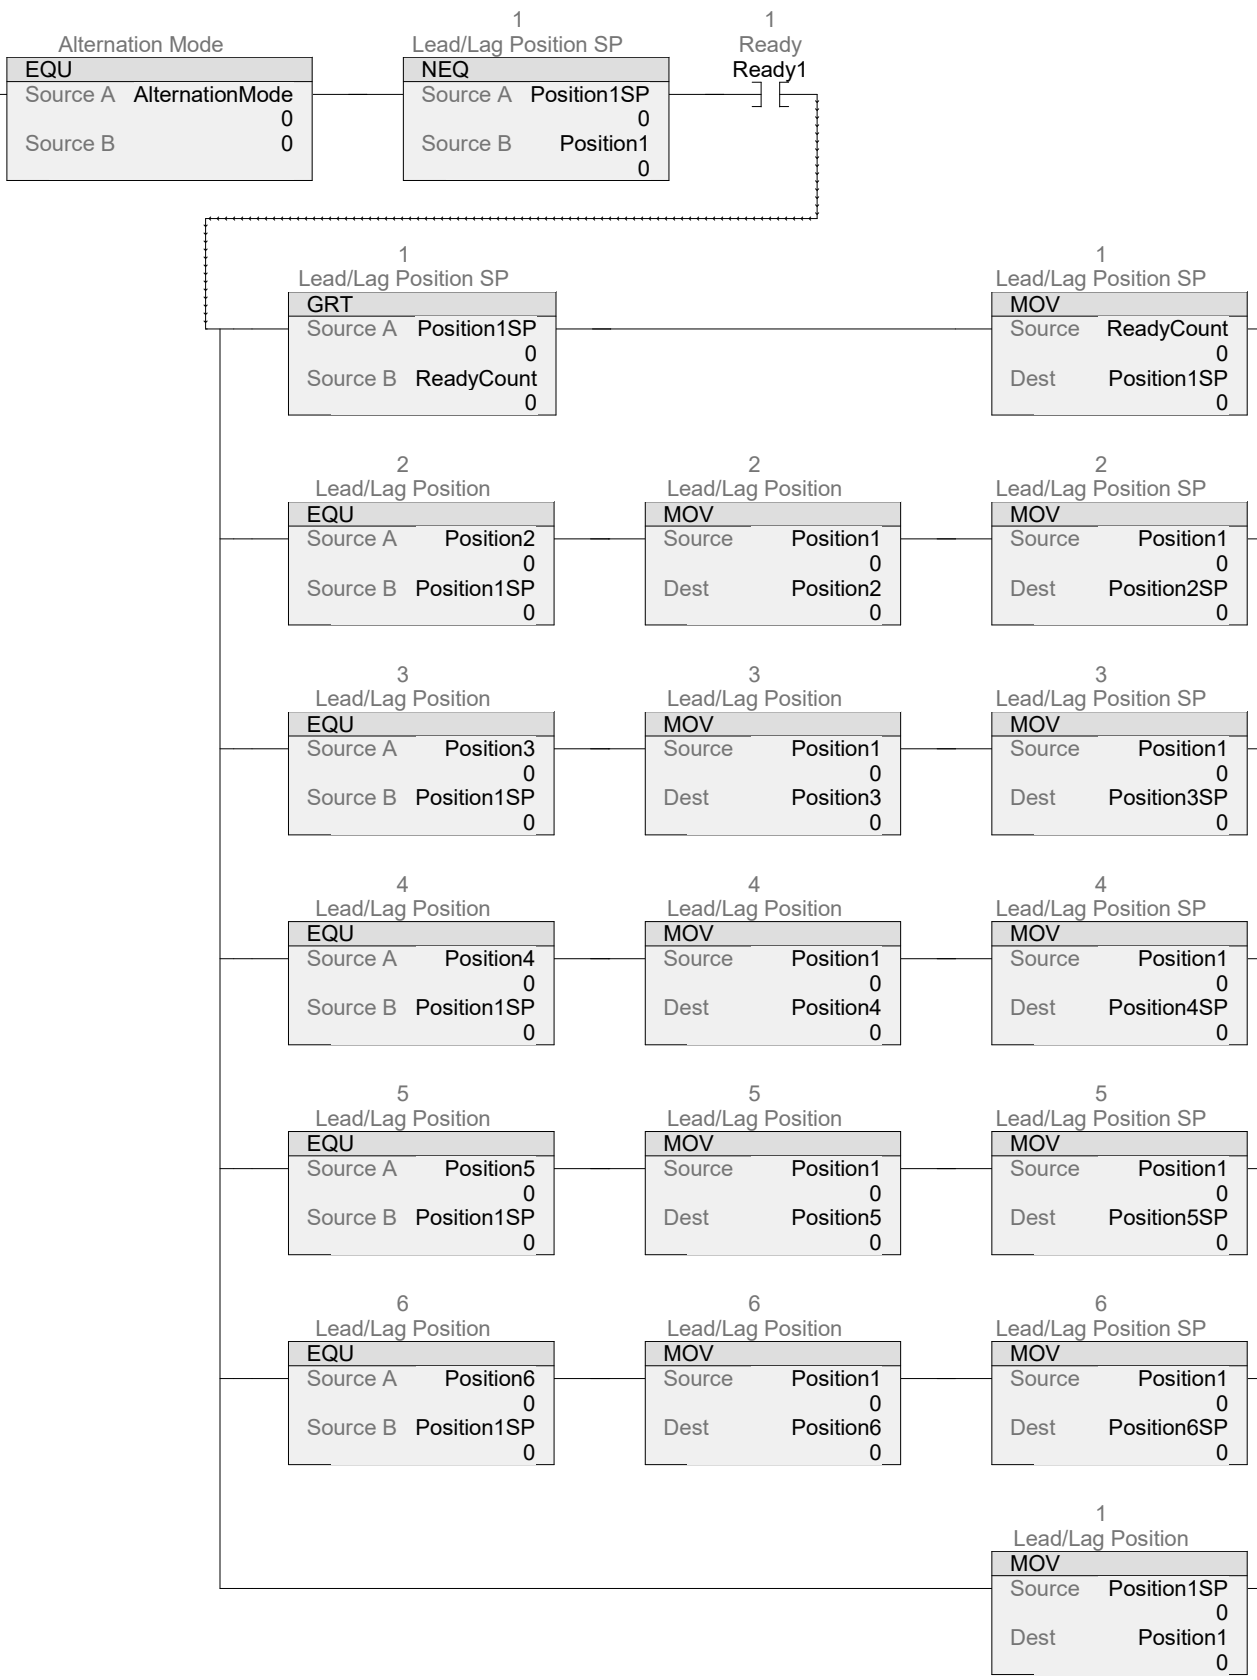 1
1
Alternation Mode
Lead/Lag Position SP
Ready
EQU
NEQ
Ready1
Source A AlternationMode
Source A Position1SP
0
0
Source B 0
Source B Position1
0
1
1
Lead/Lag Position SP
Lead/Lag Position SP
GRT
MOV
Source A Position1SP
Source ReadyCount
0
0
Source B ReadyCount
Dest Position1SP
0
0
2
2
2
Lead/Lag Position
Lead/Lag Position
Lead/Lag Position SP
EQU
MOV
MOV
Source A Position2
Source Position1
Source Position1
0
0
0
Source B Position1SP
Dest Position2
Dest Position2SP
0
0
0
3
3
3
Lead/Lag Position
Lead/Lag Position
Lead/Lag Position SP
EQU
MOV
MOV
Source A Position3
Source Position1
Source Position1
0
0
0
Source B Position1SP
Dest Position3
Dest Position3SP
0
0
0
4
4
4
Lead/Lag Position
Lead/Lag Position
Lead/Lag Position SP
EQU
MOV
MOV
Source A Position4
Source Position1
Source Position1
0
0
0
Source B Position1SP
Dest Position4
Dest Position4SP
0
0
0
5
5
5
Lead/Lag Position
Lead/Lag Position
Lead/Lag Position SP
EQU
MOV
MOV
Source A Position5
Source Position1
Source Position1
0
0
0
Source B Position1SP
Dest Position5
Dest Position5SP
0
0
0
6
6
6
Lead/Lag Position
Lead/Lag Position
Lead/Lag Position SP
EQU
MOV
MOV
Source A Position6
Source Position1
Source Position1
0
0
0
Source B Position1SP
Dest Position6
Dest Position6SP
0
0
0
1
Lead/Lag Position
MOV
Source Position1SP
0
Dest Position1
0